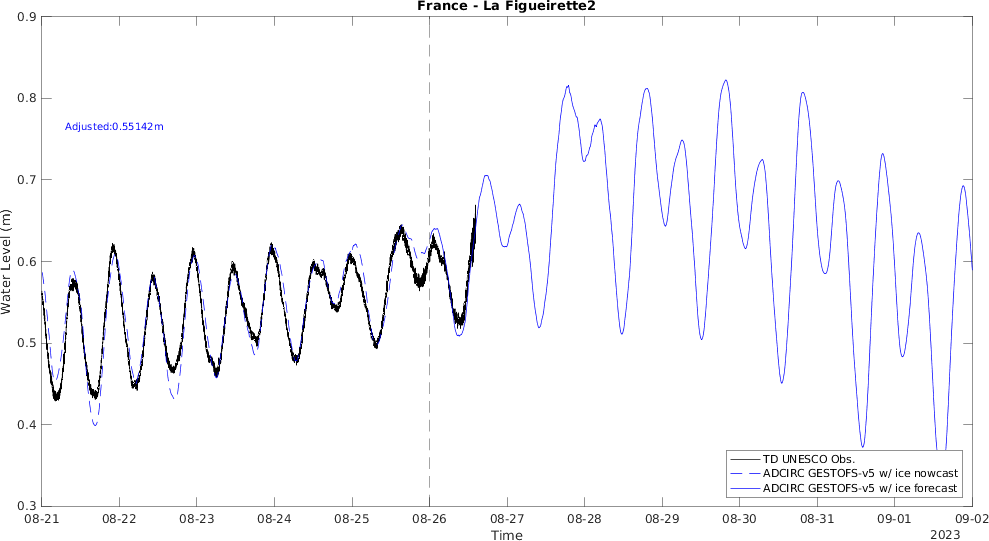 France - La Figueirette2
0.9
0.8
0.7
0.6
0.5
0.4
0.3
Water Level (m)
Adjusted:0.55142m
TD UNESCO Obs.
ADCIRC GESTOFS-v5 w/ ice nowcast
ADCIRC GESTOFS-v5 w/ ice forecast
08-21 08-22 08-23 08-24 08-25 08-26 08-27 08-28 08-29 08-30 08-31 09-01 09-02
Time
2023